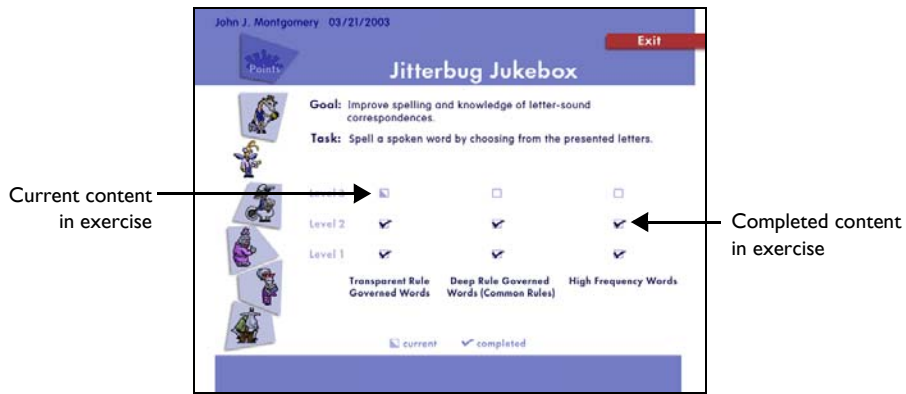 John J. Montgomery 03/21/2003
Exit
Points
Jitterbug Jukebox
Goal: Improve spelling and knowledge of letter-sound
correspondences.
Task: Spell a spoken word by choosing from the presented letters.
Current content
in exercise
Level 3
Level 2
Completed content
in exercise
Level 1
Transparent Rule
Governed Words
Deep Rule Governed
Words (Common Rules)
High Frequency Words
current
completed